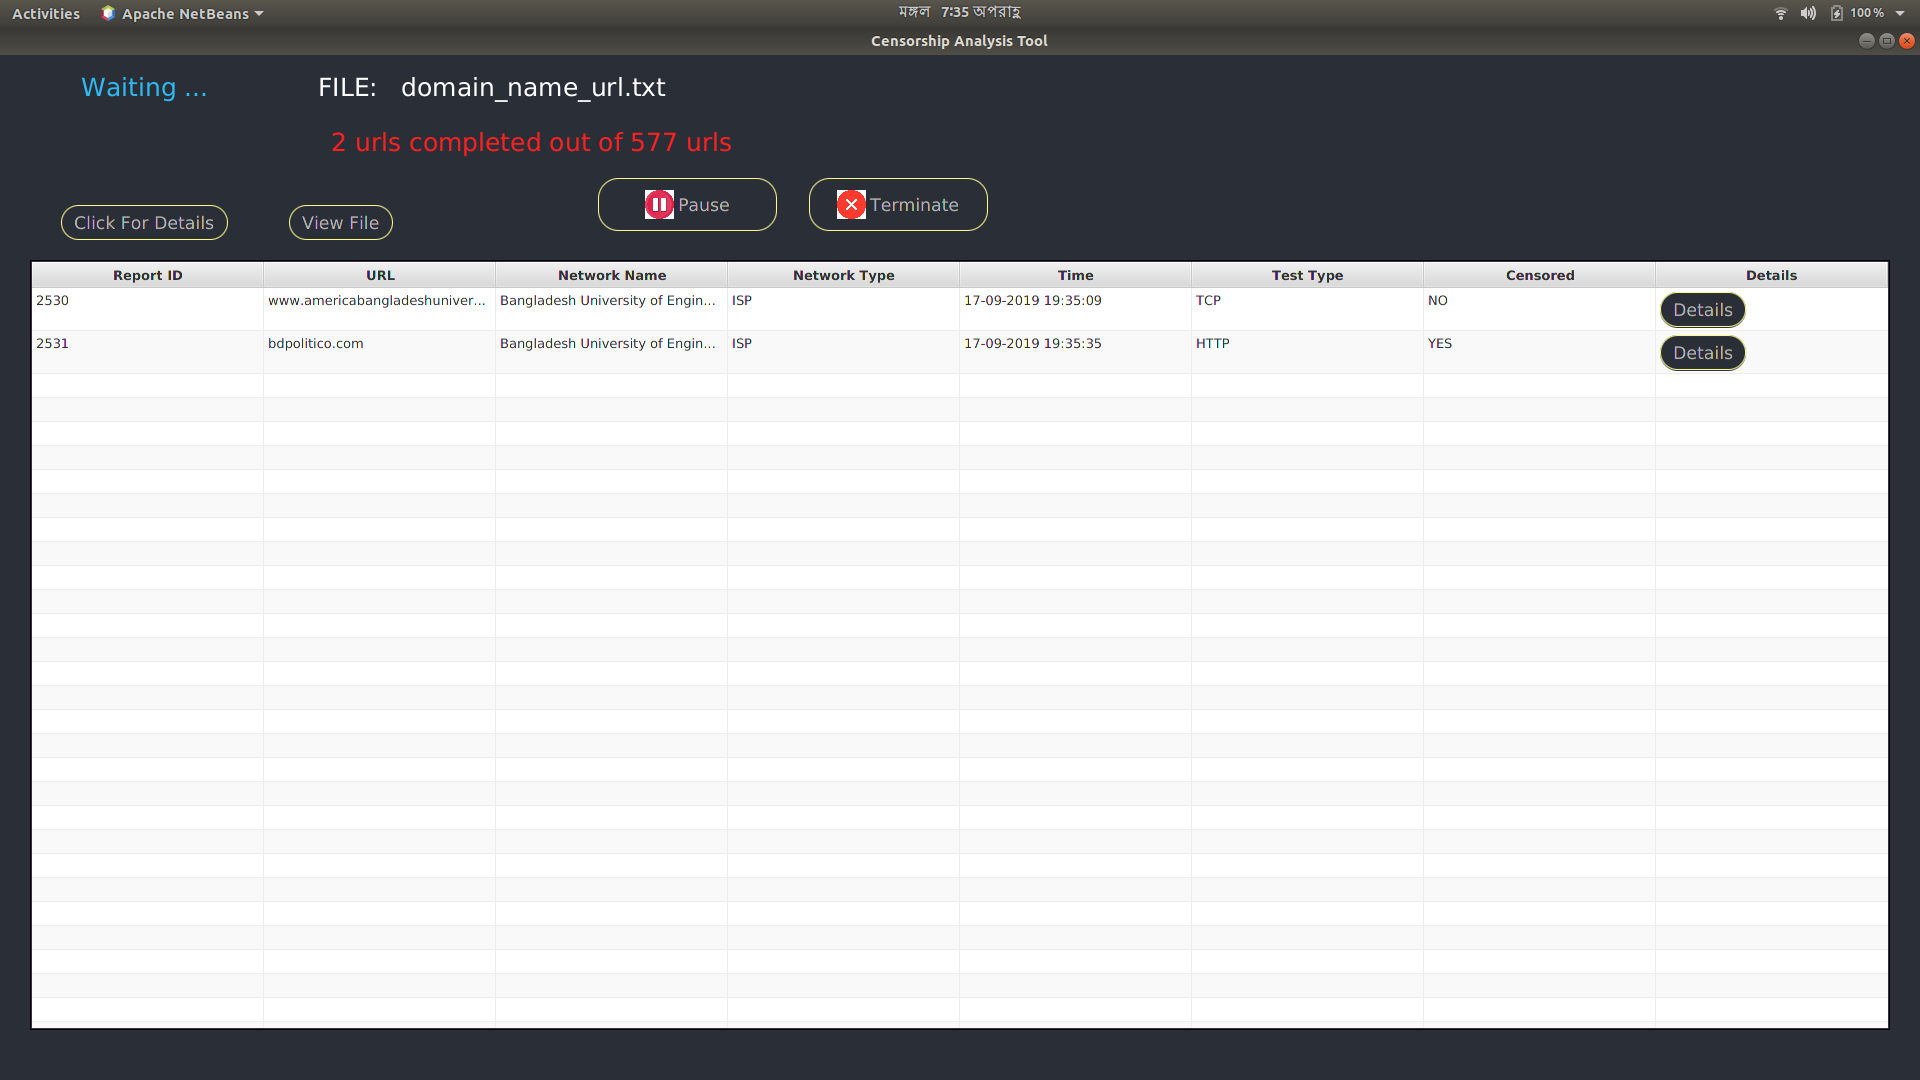 Activities Apache NetBeans মঙ্গল 7:35 অপরাহ্ণ 100 %
Censorship Analysis Tool
Waiting ... FILE: domain_name_url.txt
2 urls completed out of 577 urls
Pause Terminate
Click For Details View File
Report ID URL Network Name Network Type Time Test Type Censored Details
2530 www.americabangladeshuniver... Bangladesh University of Engin... ISP 17-09-2019 19:35:09 TCP NO Details
2531 bdpolitico.com Bangladesh University of Engin... ISP 17-09-2019 19:35:35 HTTP YES Details